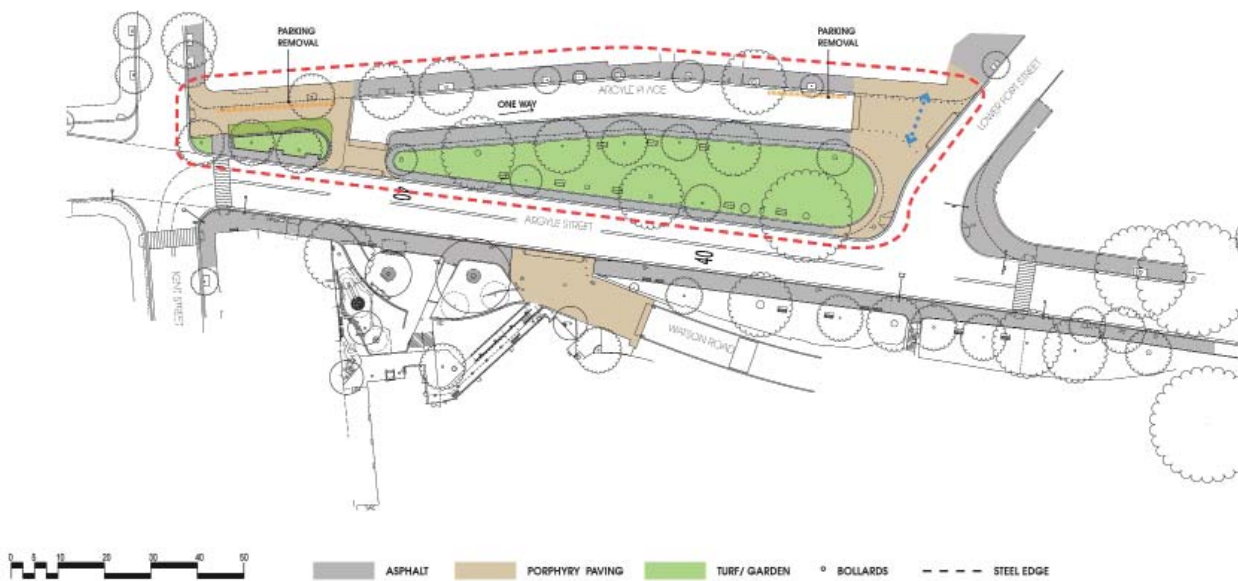 PARKING
REMOVAL
PARKING
REMOVAL
ARGYLE PLACE
LOWER FORT STREET
ONE WAY
40
ARGYLE STREET
40
KENT STREET
WATSON ROAD
0 5 10 20 30 40 50
ASPHALT
PORPHYRY PAVING
TURF/ GARDEN
BOLLARDS
STEEL EDGE